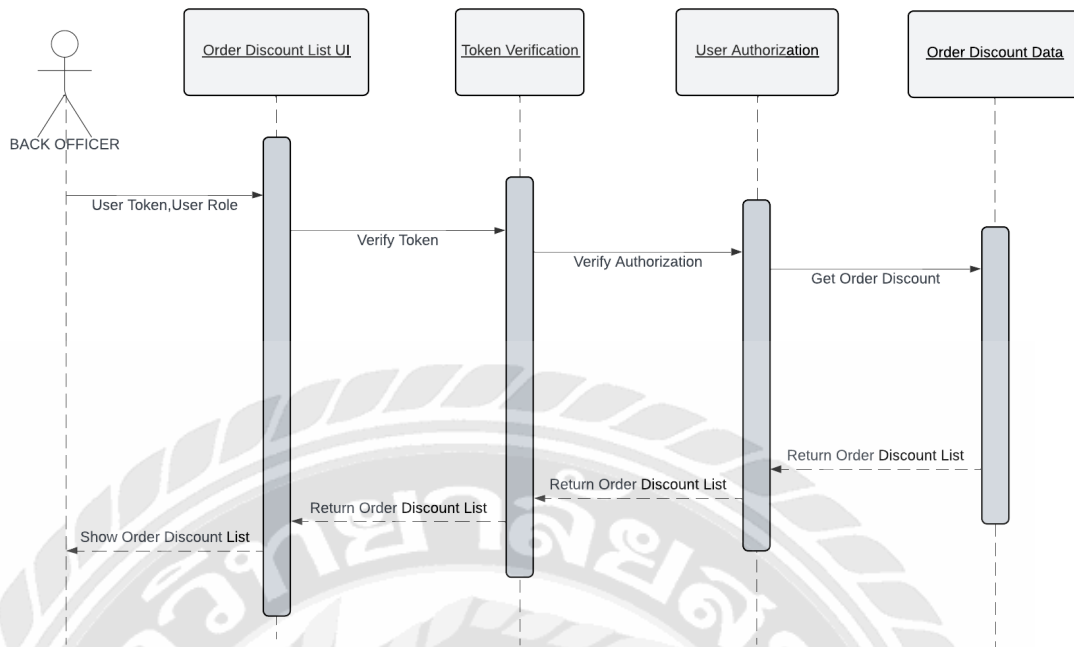 Order Discount List UI
Token Verification
User Authorization
Order Discount Data
BACK OFFICER
User Token,User Role
Verify Token
Verify Authorization
Get Order Discount
Return Order Discount List
Return Order Discount List
Return Order Discount List
Show Order Discount List